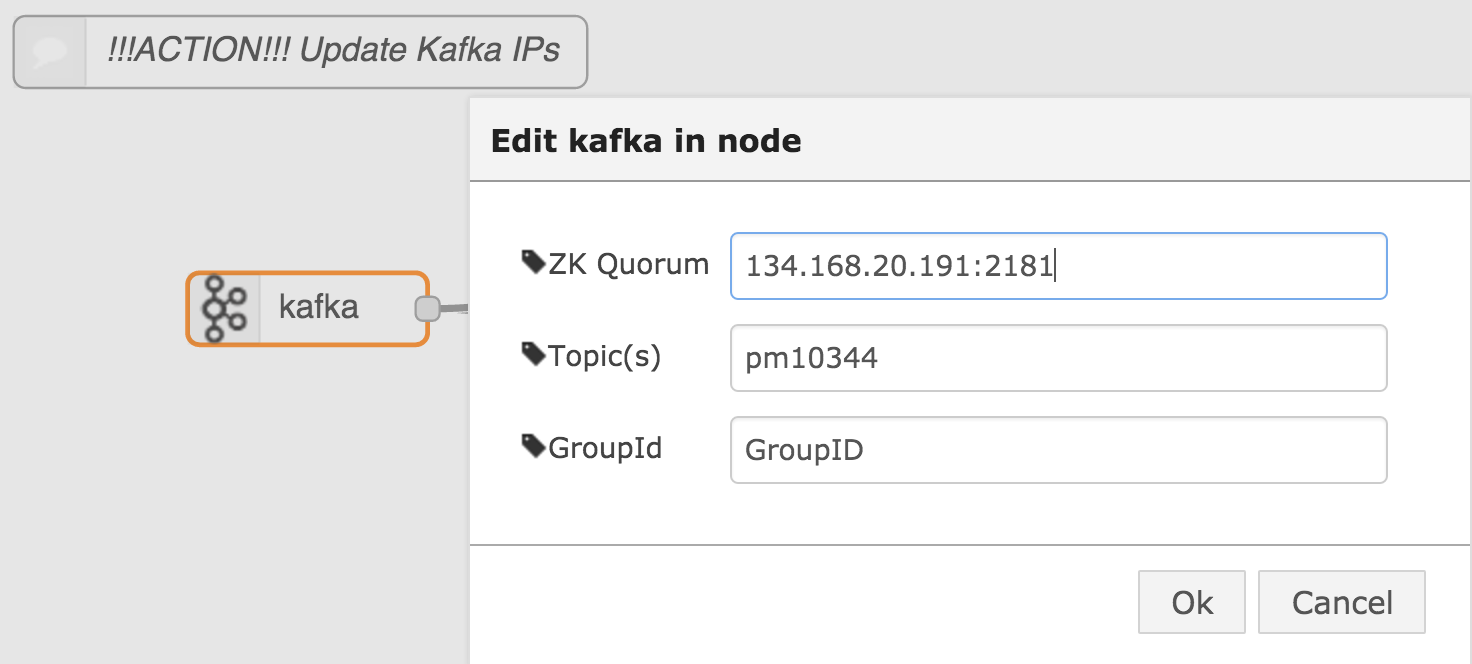 !!!ACTION!!! Update Kafka IPs
Edit kafka in node
kafka
ZK Quorum 134.168.20.191:2181
Topic(s) pm10344
GroupId GroupID
Ok Cancel